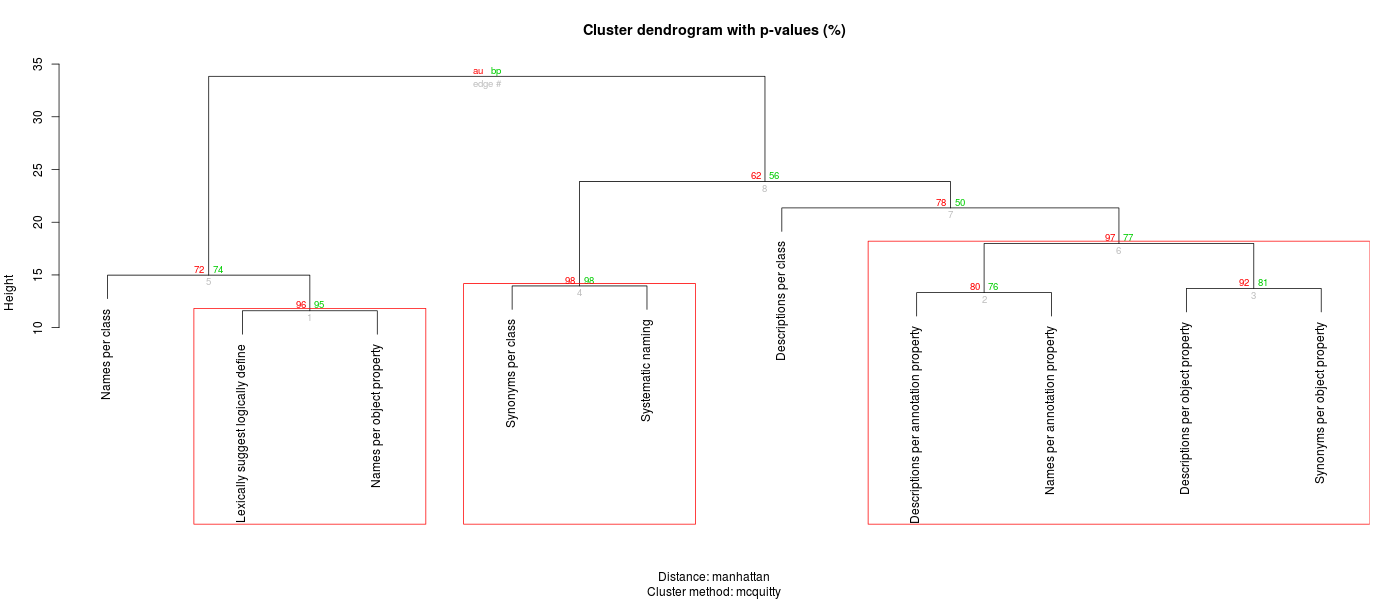 Cluster dendrogram with p-values (%)
Height
35
30
25
20
15
10
au bp
edge #
62 56
8
78 50
7
97 77
6
72 74
5
98 98
4
92 81
3
80 76
2
96 95
1
Names per class
Lexically suggest logically define
Names per object property
Synonyms per class
Systematic naming
Descriptions per class
Descriptions per annotation property
Names per annotation property
Descriptions per object property
Synonyms per object property
Distance: manhattan
Cluster method: mcquitty